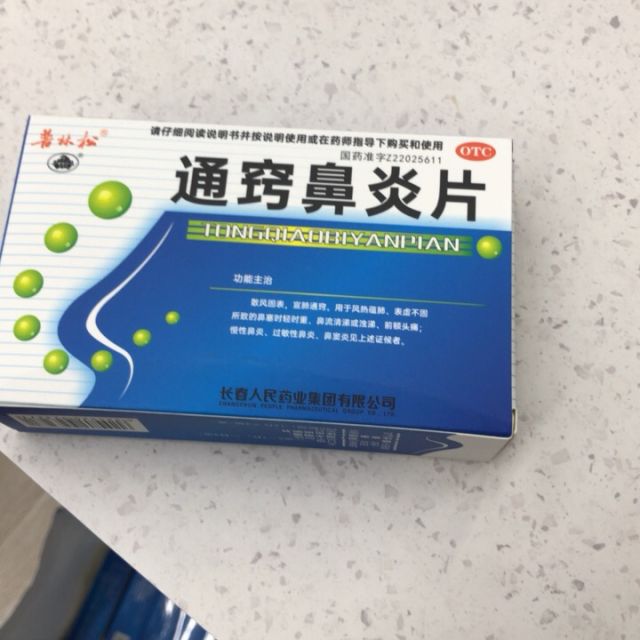 普林松®
请仔细阅读说明书并按说明使用或在药师指导下购买和使用
OTC
国药准字Z22025611
通窍鼻炎片
TONGQIAOBIYANPIAN
功能主治
散风固表，宣肺通窍。用于风热蕴肺、表虚不固
所致的鼻塞时轻时重、鼻流清涕或浊涕、前额头痛；
慢性鼻炎、过敏性鼻炎、鼻窦炎见上述证候者。
长春人民药业集团有限公司
CHANGCHUN PEOPLE PHARMACEUTICAL GROUP CO., LTD.